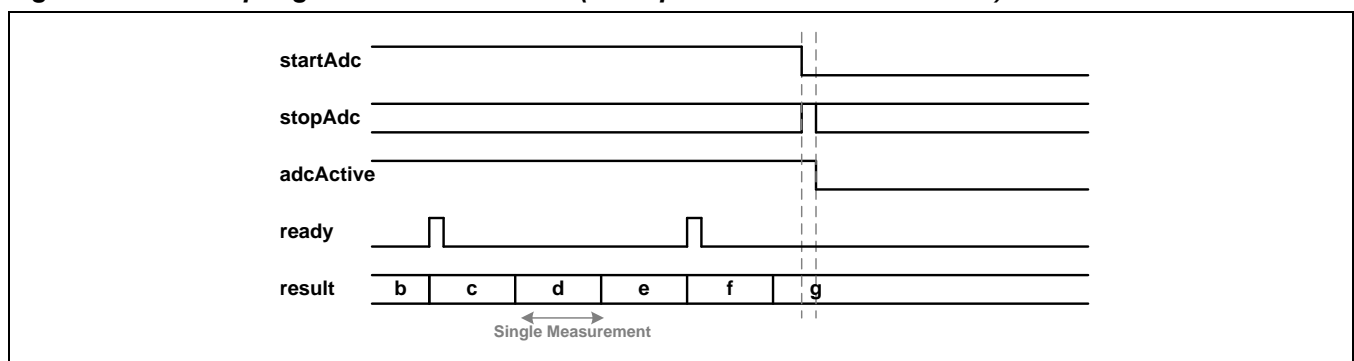 startAdc
stopAdc
adcActive
ready
result b c d e f g
Single Measurement